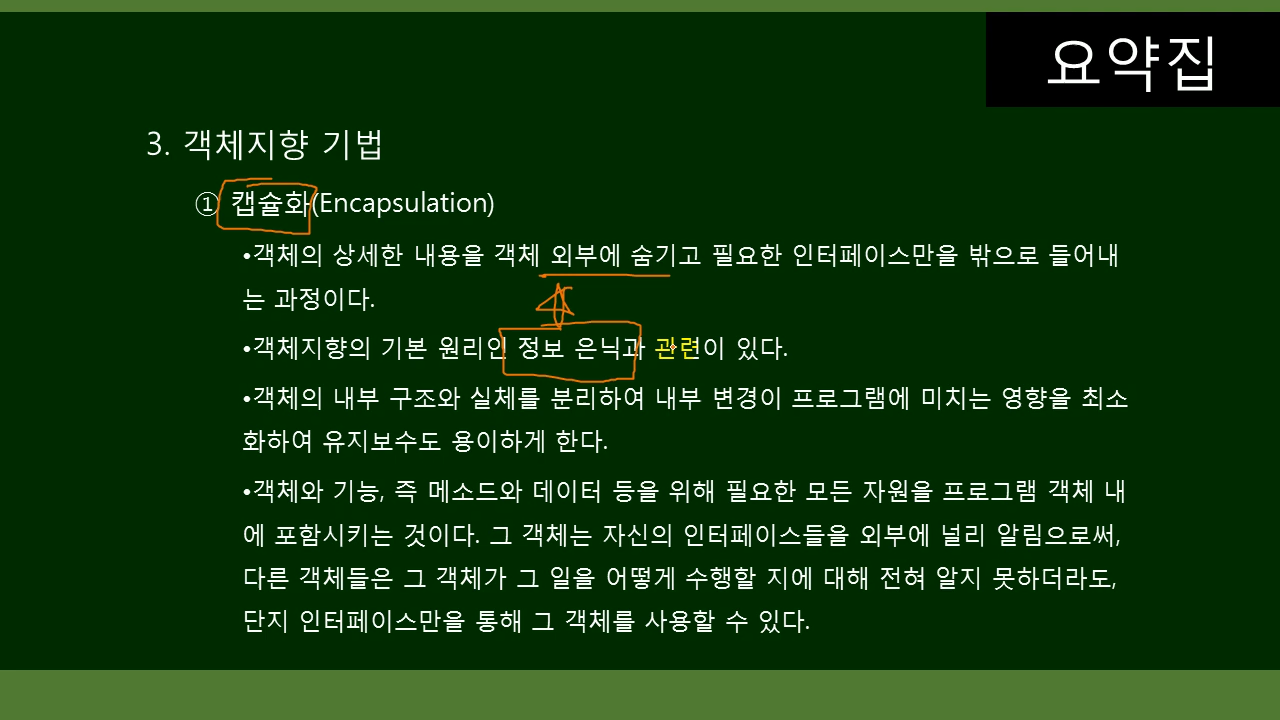 요약집
3. 객체지향 기법
① 캡슐화(Encapsulation)
•객체의 상세한 내용을 객체 외부에 숨기고 필요한 인터페이스만을 밖으로 들어내
는 과정이다.
•객체지향의 기본 원리인 정보 은닉과 관련이 있다.
•객체의 내부 구조와 실체를 분리하여 내부 변경이 프로그램에 미치는 영향을 최소
화하여 유지보수도 용이하게 한다.
•객체와 기능, 즉 메소드와 데이터 등을 위해 필요한 모든 자원을 프로그램 객체 내
에 포함시키는 것이다. 그 객체는 자신의 인터페이스들을 외부에 널리 알림으로써,
다른 객체들은 그 객체가 그 일을 어떻게 수행할 지에 대해 전혀 알지 못하더라도,
단지 인터페이스만을 통해 그 객체를 사용할 수 있다.